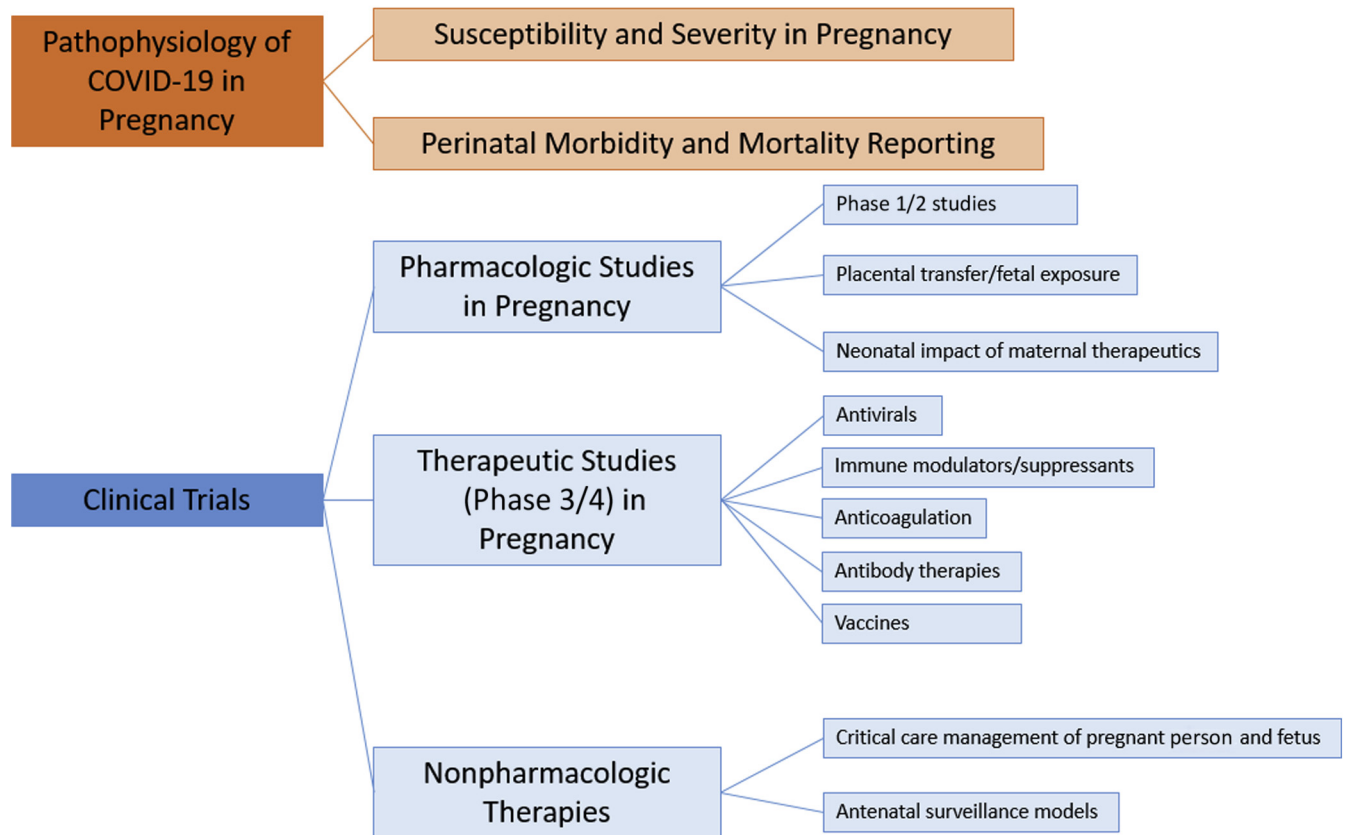 Pathophysiology of
COVID-19 in
Pregnancy
Susceptibility and Severity in Pregnancy
Perinatal Morbidity and Mortality Reporting
Clinical Trials
Pharmacologic Studies
in Pregnancy
Phase 1/2 studies
Placental transfer/fetal exposure
Neonatal impact of maternal therapeutics
Therapeutic Studies
(Phase 3/4) in
Pregnancy
Antivirals
Immune modulators/suppressants
Anticoagulation
Antibody therapies
Vaccines
Nonpharmacologic
Therapies
Critical care management of pregnant person and fetus
Antenatal surveillance models